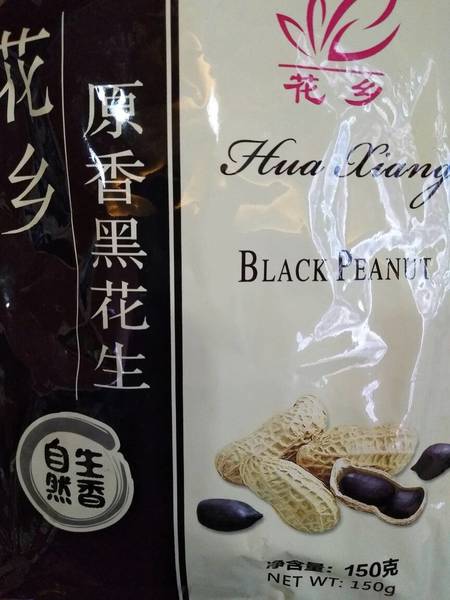 花乡
原香黑花生
自然
生香
花乡
Hua Xiang
BLACK PEANUT
净含量：150克
NET WT: 150g